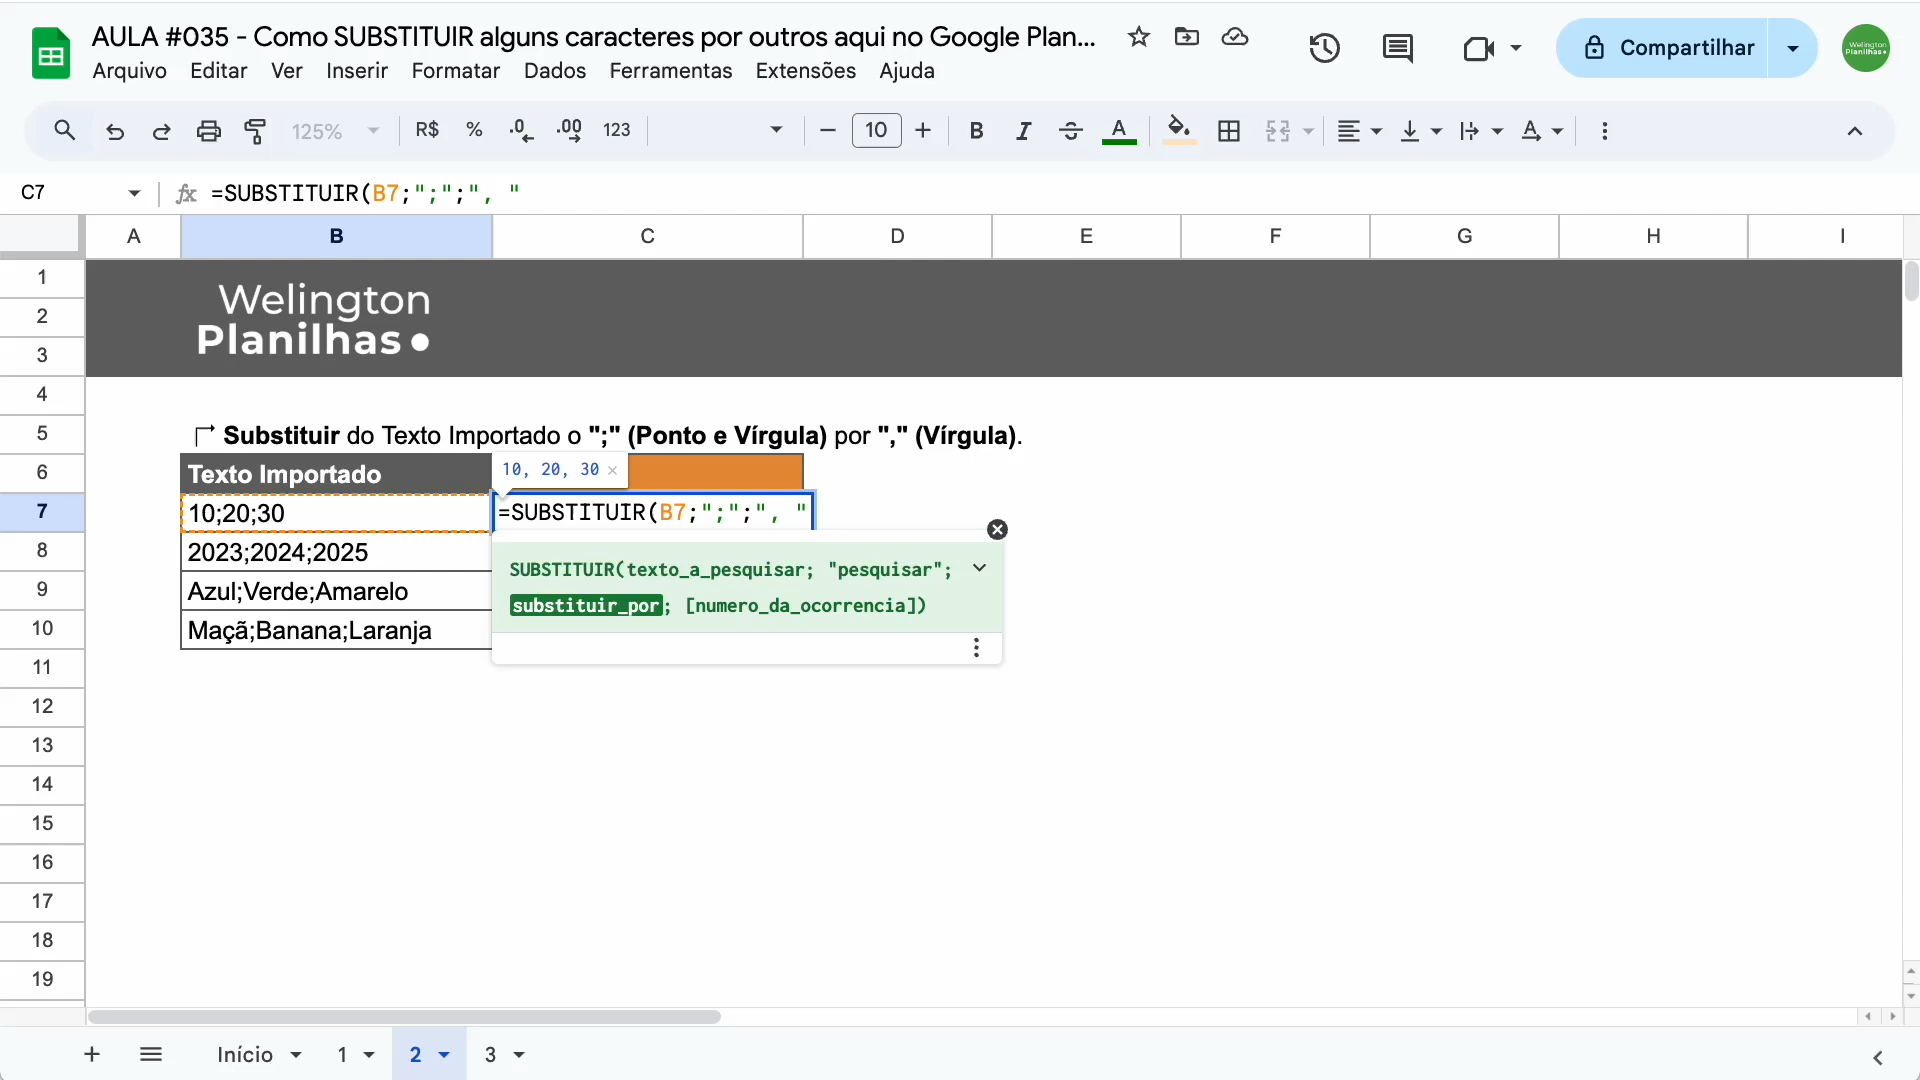 AULA #035 - Como SUBSTITUIR alguns caracteres por outros aqui no Google Plan...
Arquivo Editar Ver Inserir Formatar Dados Ferramentas Extensões Ajuda
Compartilhar
Welington
Planilhas
125% R$ % .0 .00 123 10 B I S A A
C7 fx =SUBSTITUIR(B7;";";", "
A B C D E F G H I
1
2
3
4
5
6
7
8
9
10
11
12
13
14
15
16
17
18
19
Welington
Planilhas
Substituir do Texto Importado o ";" (Ponto e Vírgula) por "," (Vírgula).
Texto Importado
10, 20, 30 ×
10;20;30
=SUBSTITUIR(B7;";";", "
2023;2024;2025
Azul;Verde;Amarelo
Maçã;Banana;Laranja
SUBSTITUIR(texto_a_pesquisar; "pesquisar";
substituir_por; [numero_da_ocorrencia])
Início 1 2 3